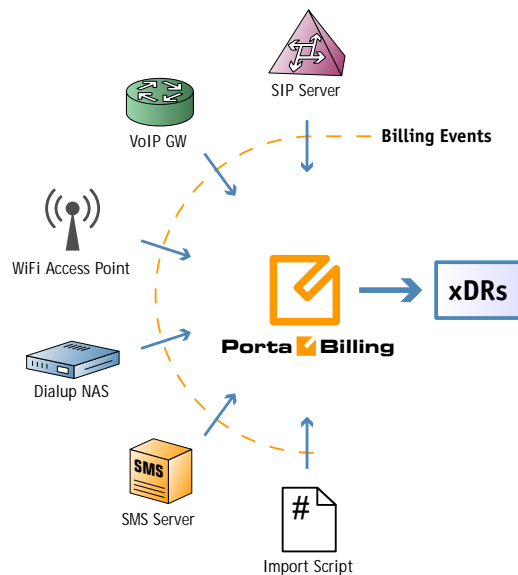 SIP Server
VoIP GW
Billing Events
WiFi Access Point
xDRs
Porta Billing
Dialup NAS
SMS
SMS Server
#
Import Script